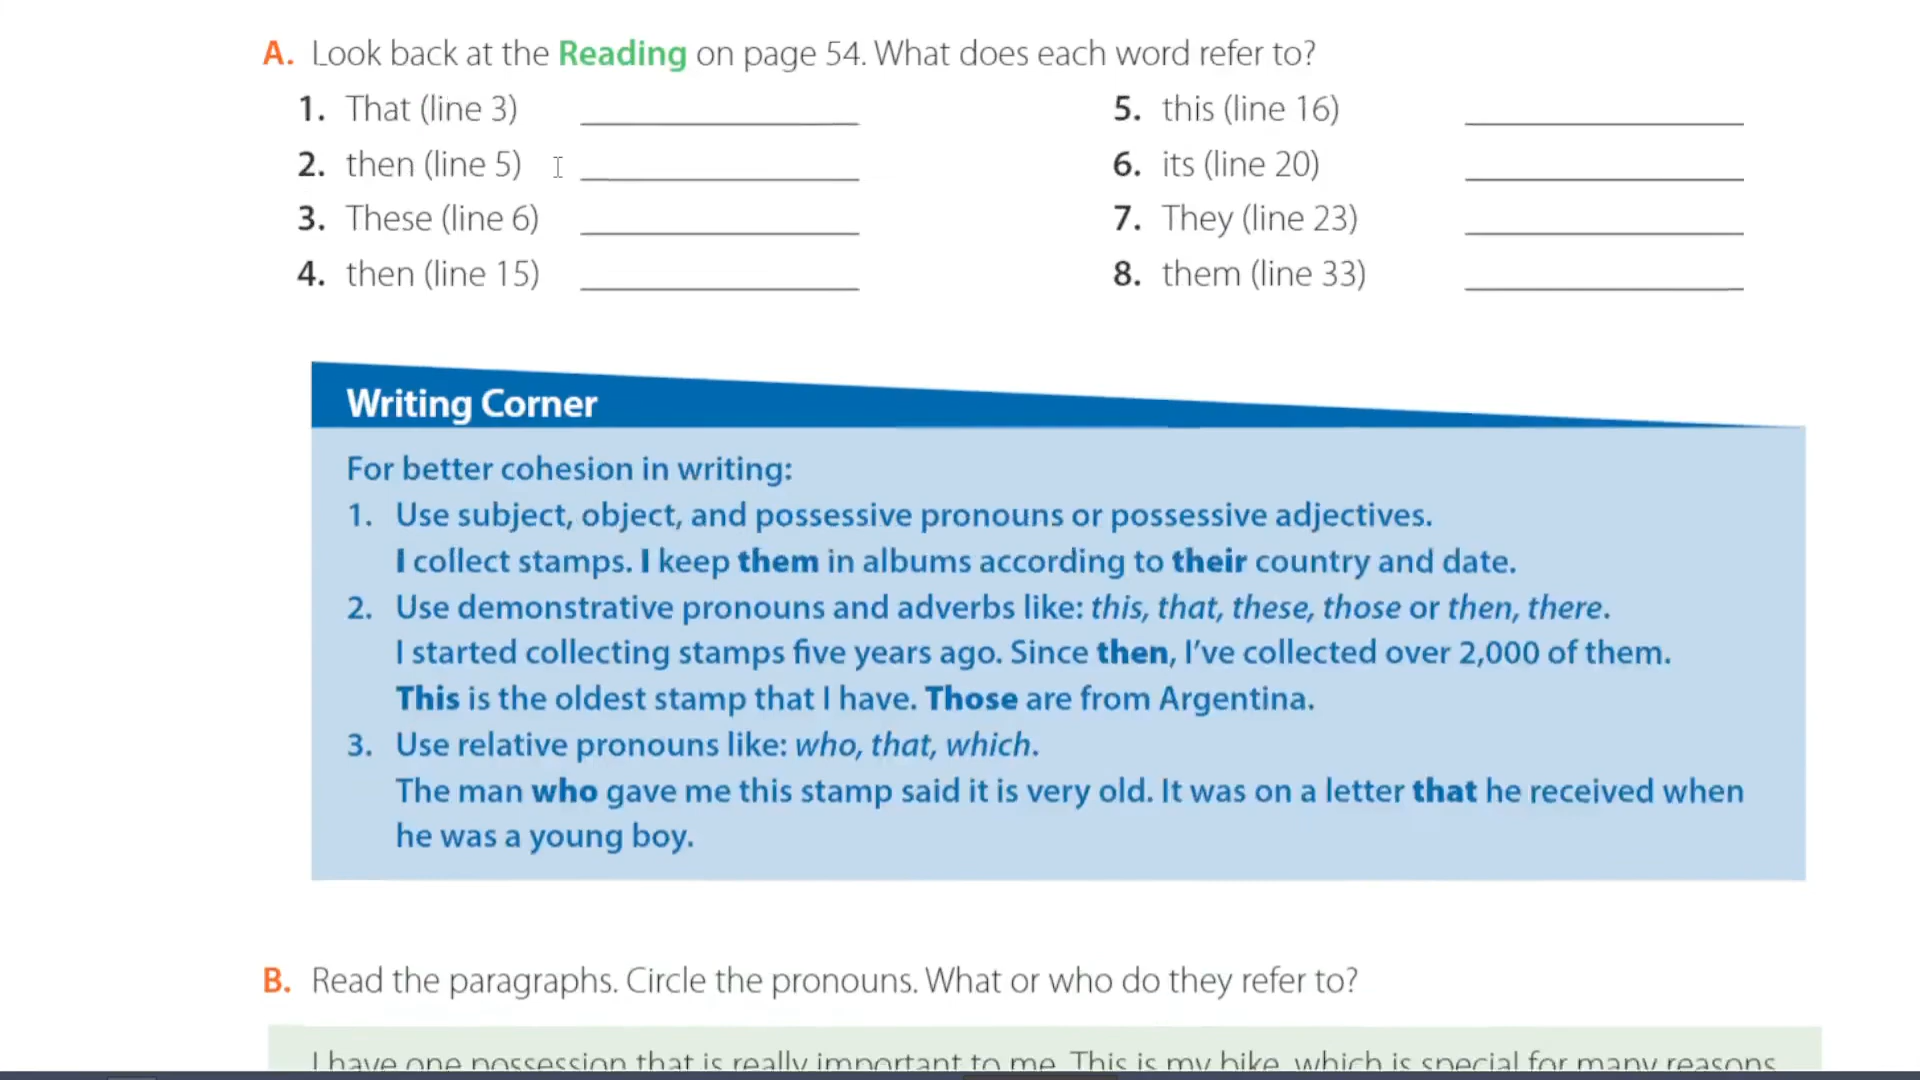 A. Look back at the Reading on page 54. What does each word refer to?
1. That (line 3)
2. then (line 5)
3. These (line 6)
4. then (line 15)
5. this (line 16)
6. its (line 20)
7. They (line 23)
8. them (line 33)
Writing Corner
For better cohesion in writing:
1. Use subject, object, and possessive pronouns or possessive adjectives.
I collect stamps. I keep them in albums according to their country and date.
2. Use demonstrative pronouns and adverbs like: this, that, these, those or then, there.
I started collecting stamps five years ago. Since then, I've collected over 2,000 of them.
This is the oldest stamp that I have. Those are from Argentina.
3. Use relative pronouns like: who, that, which.
The man who gave me this stamp said it is very old. It was on a letter that he received when
he was a young boy.
B. Read the paragraphs. Circle the pronouns. What or who do they refer to?
I have one possession that is really important to me. This is my bike, which is special for many reasons.